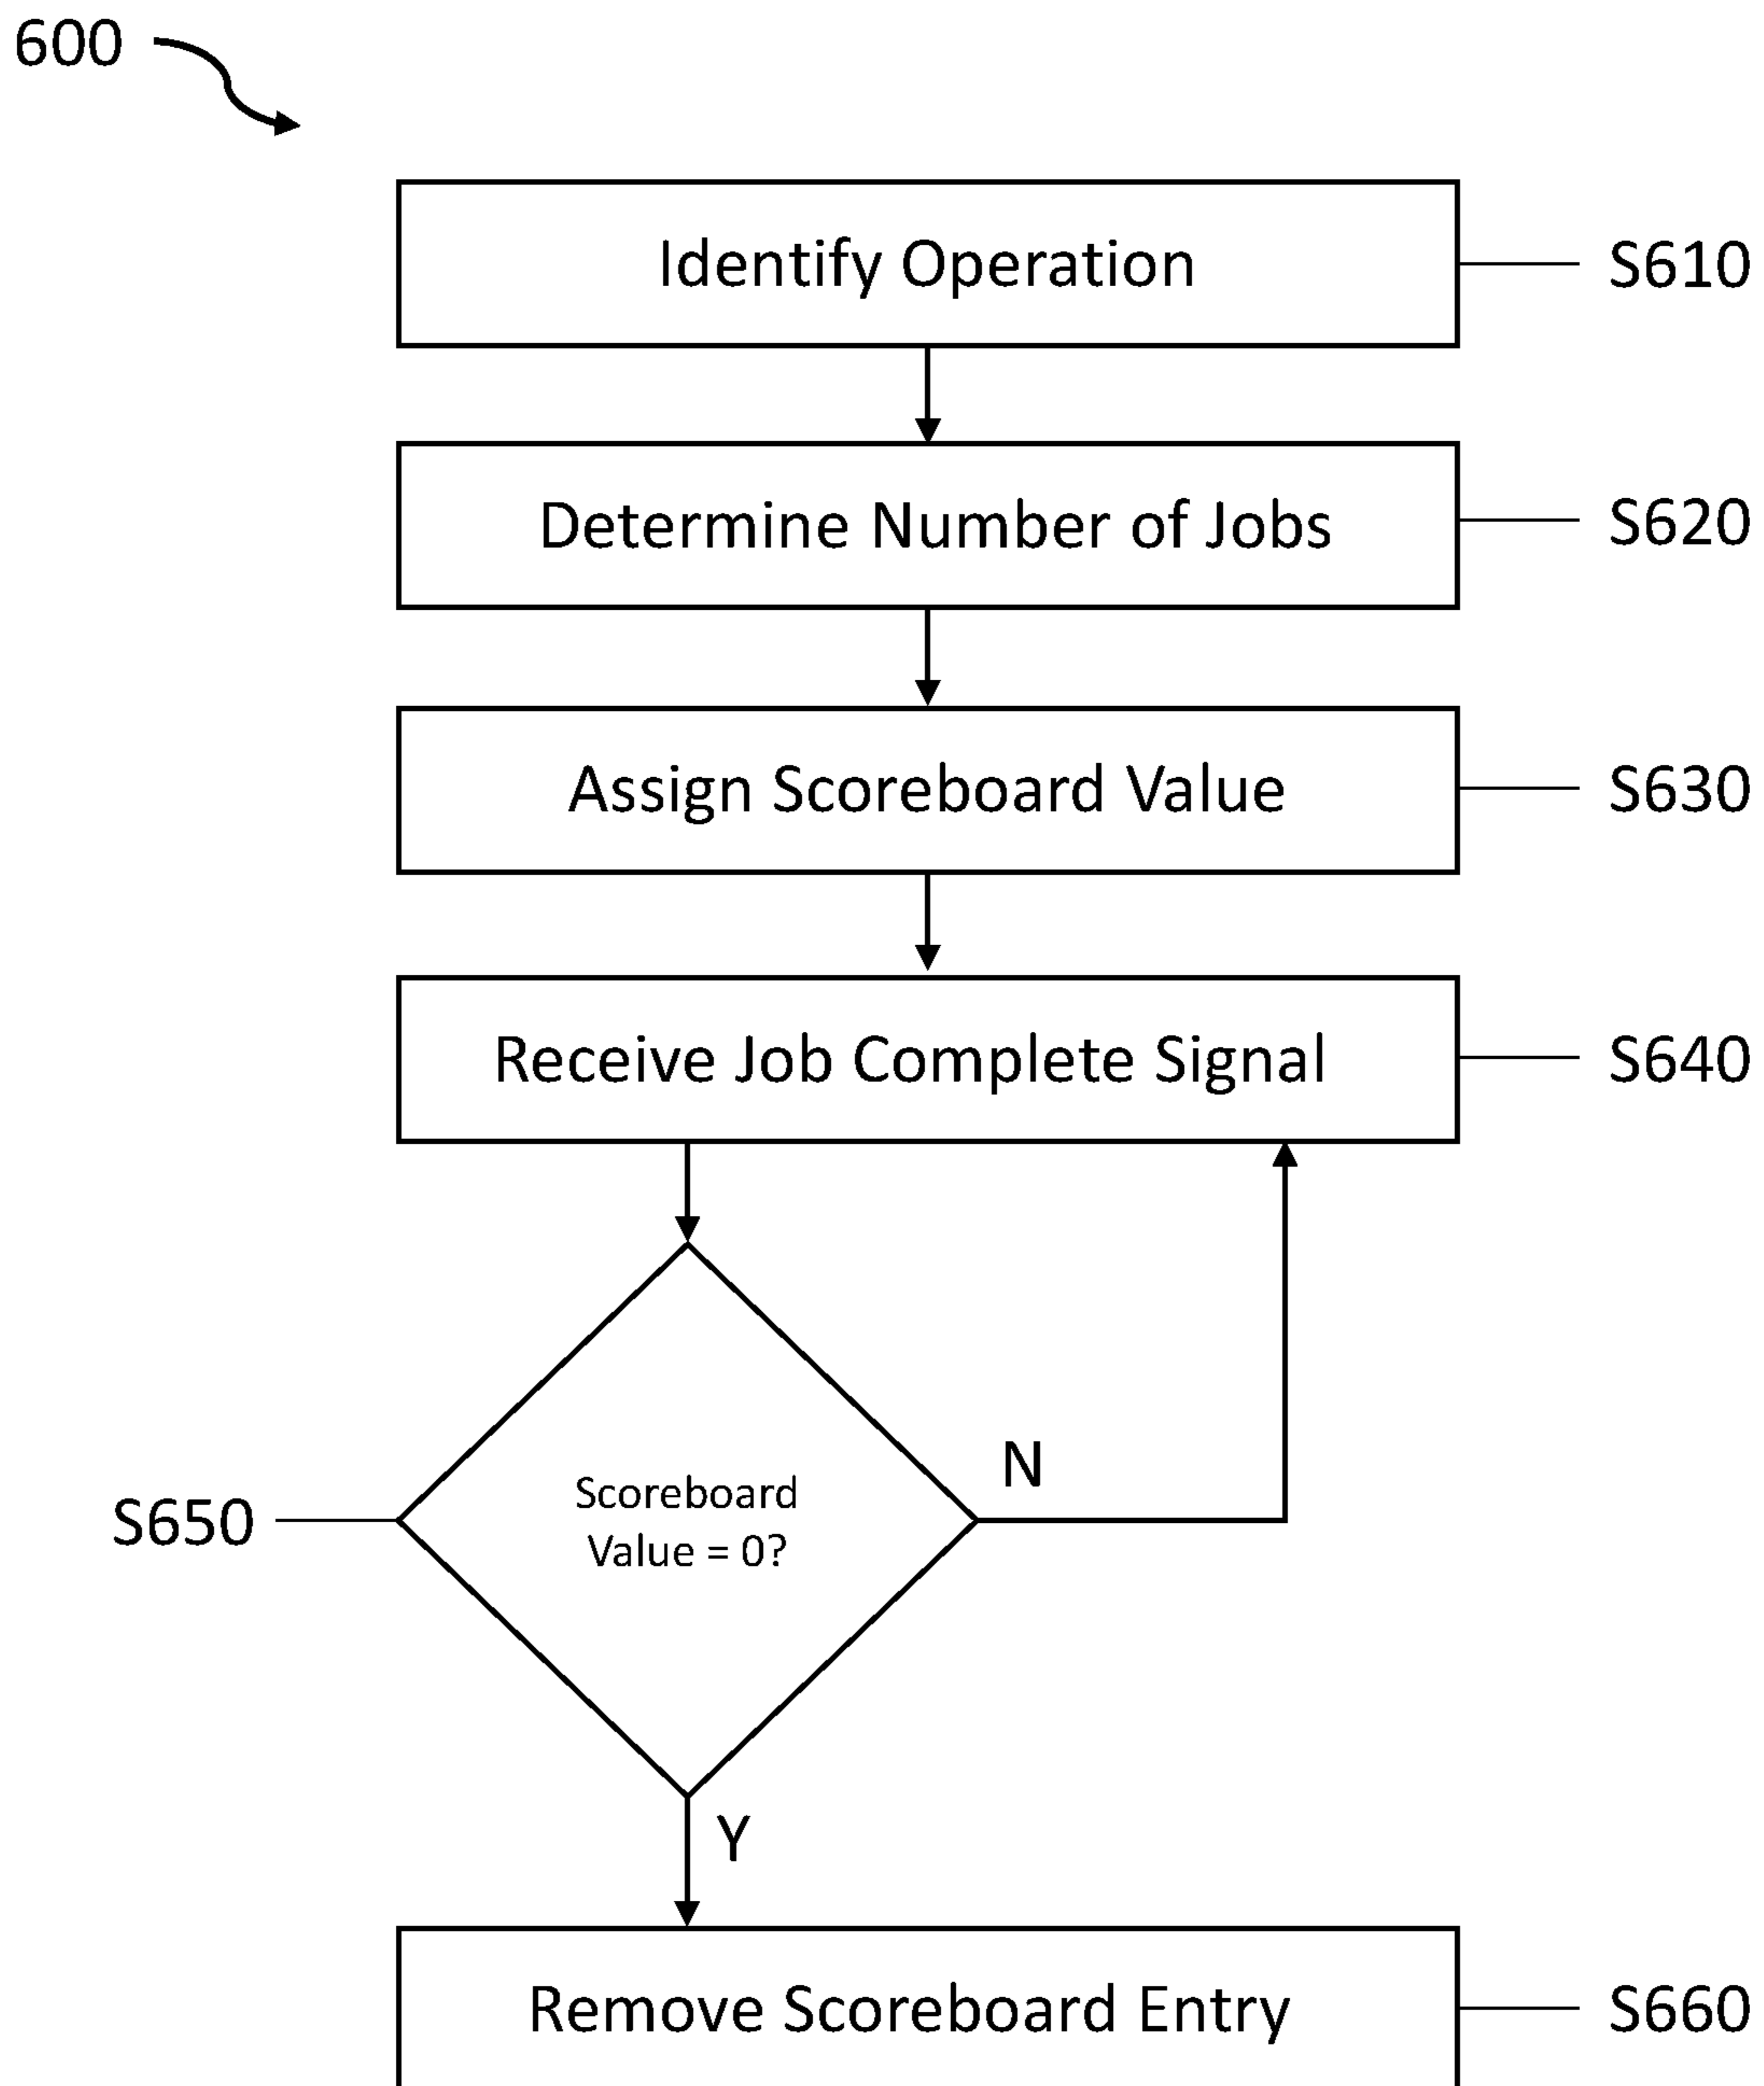 600
Identify Operation
S610
Determine Number of Jobs
S620
Assign Scoreboard Value
S630
Receive Job Complete Signal
S640
Scoreboard
Value = 0?
S650
N
Y
Remove Scoreboard Entry
S660